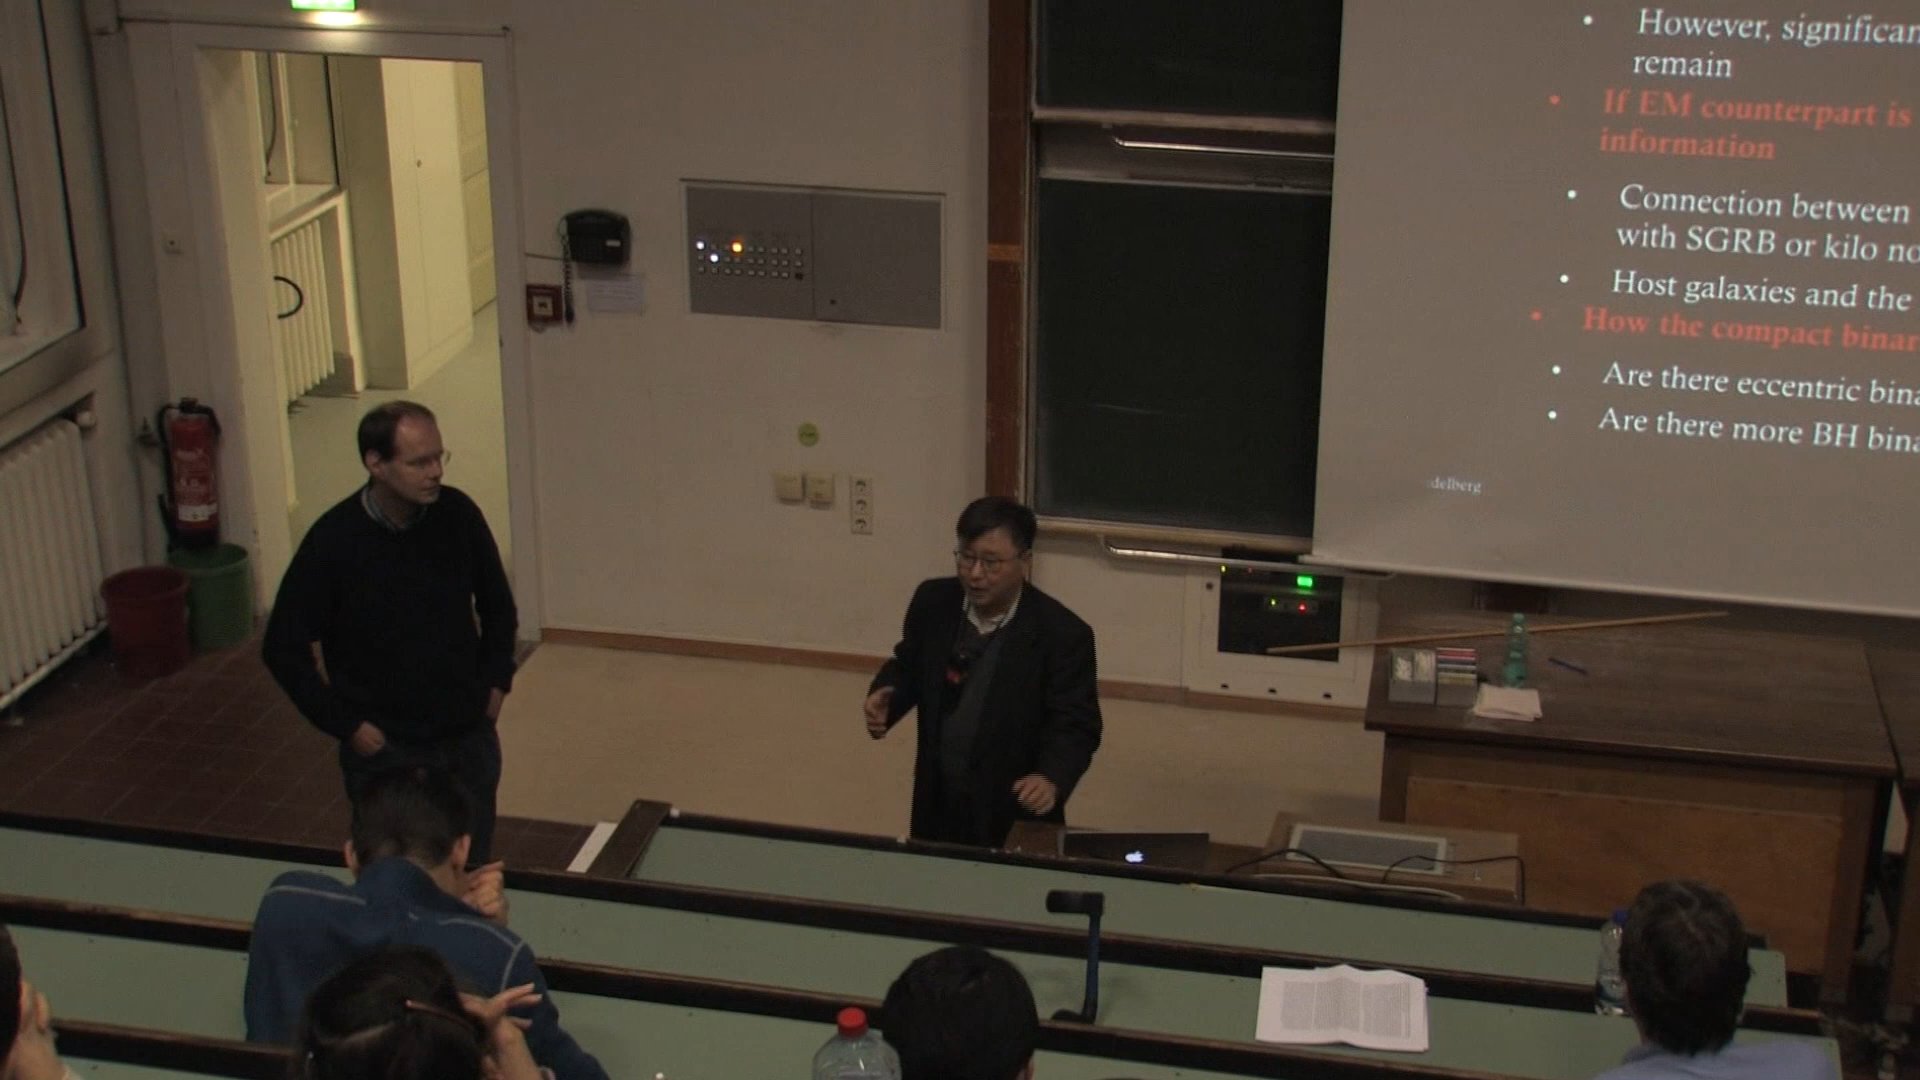 However, significan
remain
If EM counterpart is
information
Connection between
with SGRB or kilo no
Host galaxies and the
How the compact binar
Are there eccentric bina
Are there more BH bina
delberg